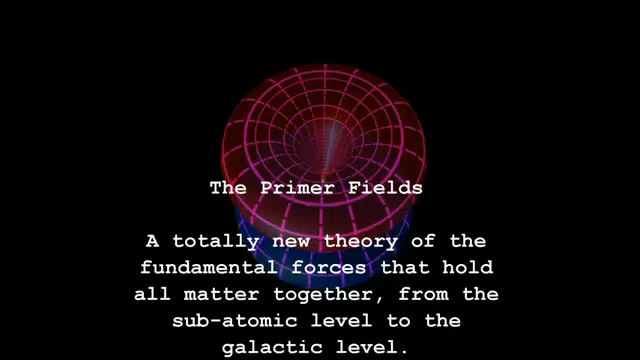 The Primer Fields
A totally new theory of the
fundamental forces that hold
all matter together, from the
sub-atomic level to the
galactic level.